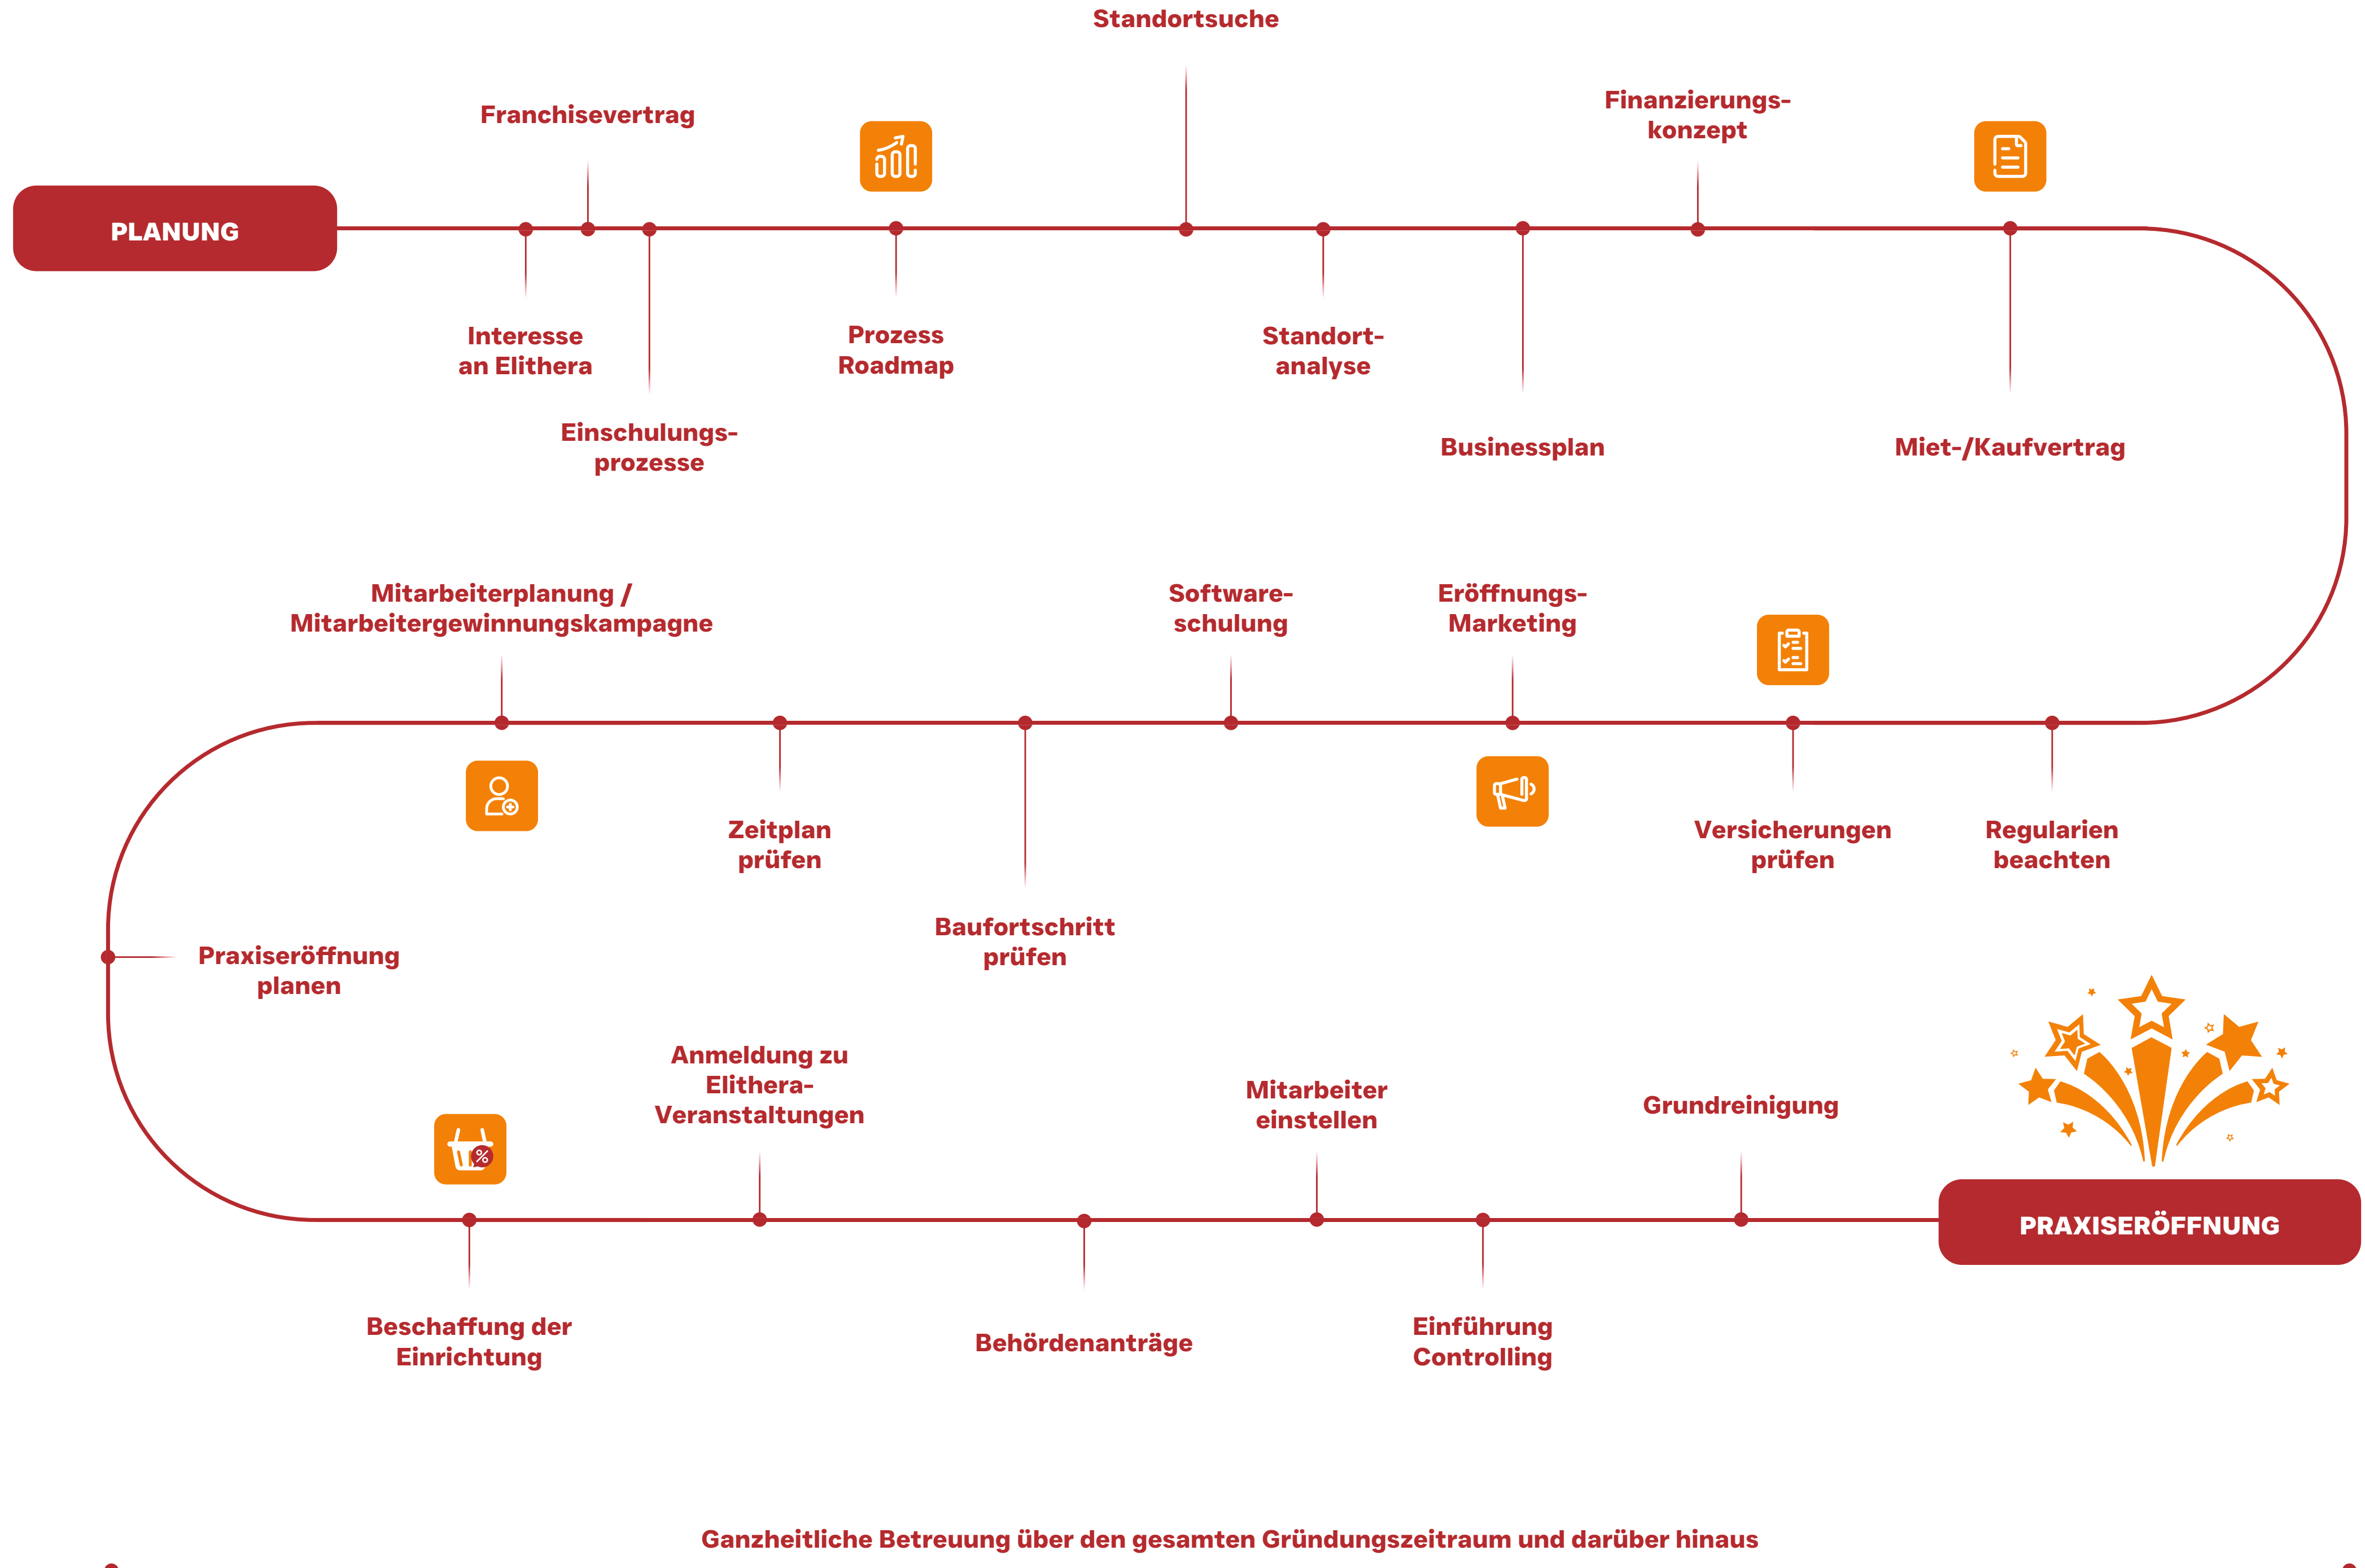 Standortsuche
Franchisevertrag
Finanzierungs-
konzept
PLANUNG
Interesse
an Elithera
Prozess
Roadmap
Standort-
analyse
Einschulungs-
prozesse
Businessplan
Miet-/Kaufvertrag
Mitarbeiterplanung /
Mitarbeitergewinnungskampagne
Software-
schulung
Eröffnungs-
Marketing
Zeitplan
prüfen
Versicherungen
prüfen
Regularien
beachten
Baufortschritt
prüfen
Praxiseröffnung
planen
Anmeldung zu
Elithera-
Veranstaltungen
Mitarbeiter
einstellen
Grundreinigung
%
PRAXISERÖFFNUNG
Beschaffung der
Einrichtung
Behördenanträge
Einführung
Controlling
Ganzheitliche Betreuung über den gesamten Gründungszeitraum und darüber hinaus